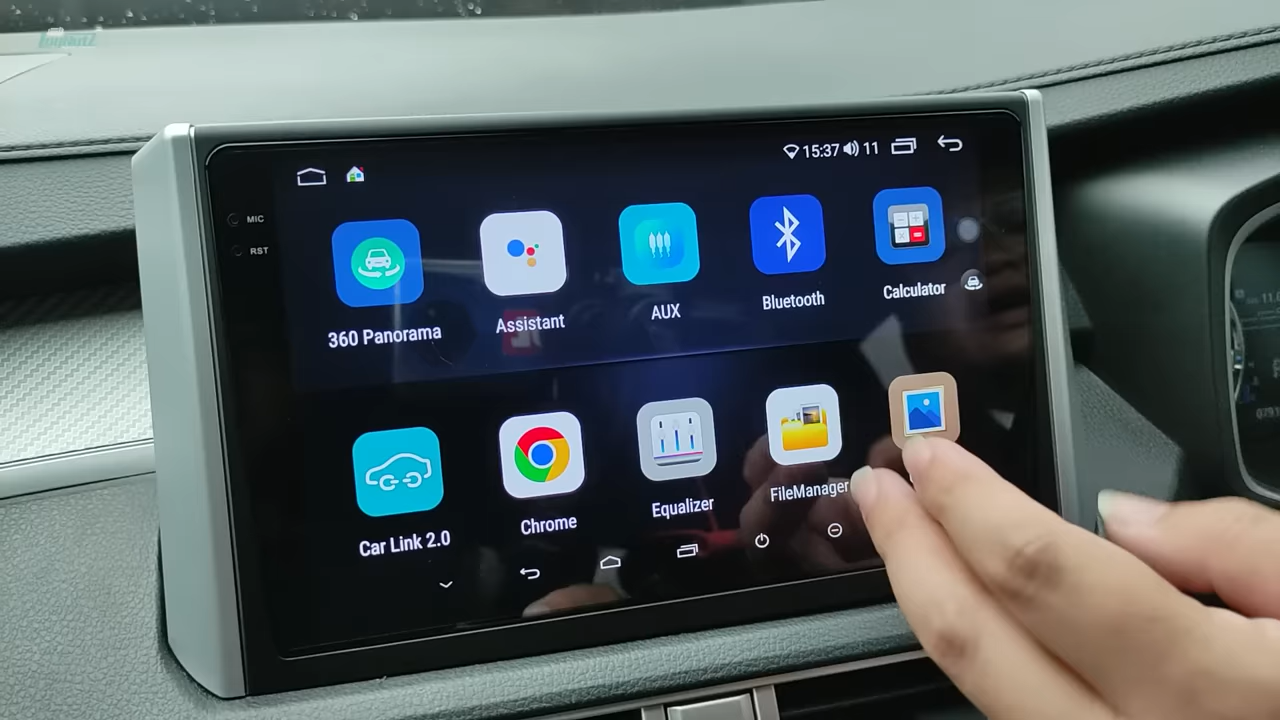 15:37 11
MIC
RST
360 Panorama
Assistant
AUX
Bluetooth
Calculator
Car Link 2.0
Chrome
Equalizer
FileManager